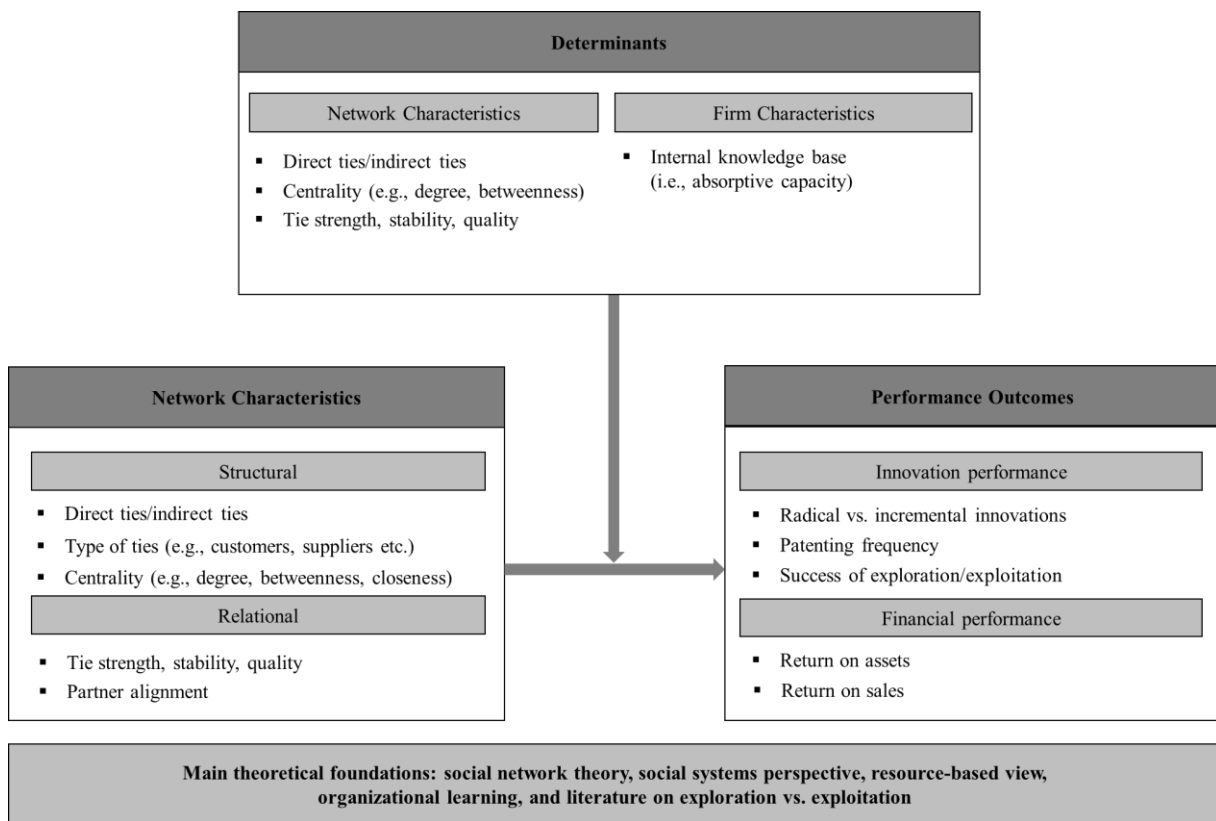 Determinants
Network Characteristics
Direct ties/indirect ties
Centrality (e.g., degree, betweenness)
Tie strength, stability, quality
Firm Characteristics
Internal knowledge base
(i.e., absorptive capacity)
Network Characteristics
Structural
Direct ties/indirect ties
Type of ties (e.g., customers, suppliers etc.)
Centrality (e.g., degree, betweenness, closeness)
Relational
Tie strength, stability, quality
Partner alignment
Performance Outcomes
Innovation performance
Radical vs. incremental innovations
Patenting frequency
Success of exploration/exploitation
Financial performance
Return on assets
Return on sales
Main theoretical foundations: social network theory, social systems perspective, resource-based view,
organizational learning, and literature on exploration vs. exploitation